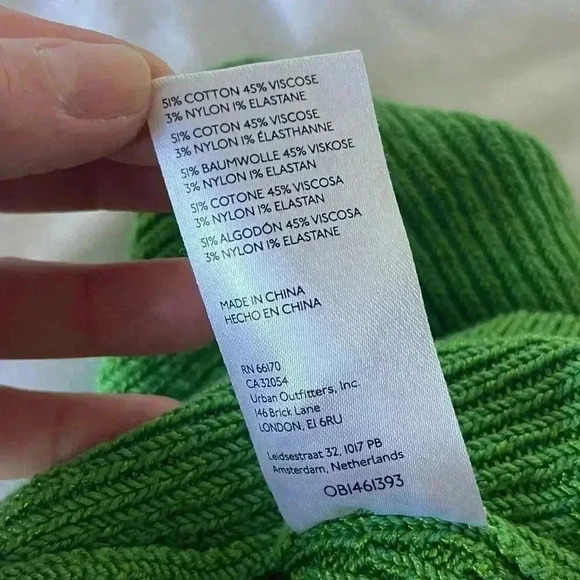 51% COTTON 45% VISCOSE
3% NYLON 1% ELASTANE
51% COTON 45% VISCOSE
3% NYLON 1% ÉLASTHANNE
51% BAUMWOLLE 45% VISKOSE
3% NYLON 1% ELASTAN
51% COTONE 45% VISCOSA
3% NYLON 1% ELASTAN
51% ALGODÓN 45% VISCOSA
3% NYLON 1% ELASTANE
MADE IN CHINA
HECHO EN CHINA
RN 66170
CA 32054
Urban Outfitters, Inc.
146 Brick Lane
LONDON, E1 6RU
Leidsestraat 32, 1017 PB
Amsterdam, Netherlands
OB1461393